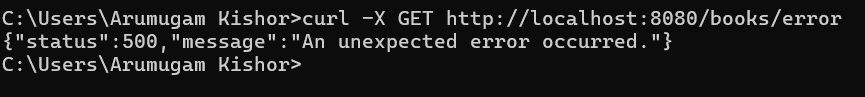 C:\Users\Arumugam Kishor>curl -X GET http://localhost:8080/books/error
{"status":500,"message":"An unexpected error occurred."}
C:\Users\Arumugam Kishor>